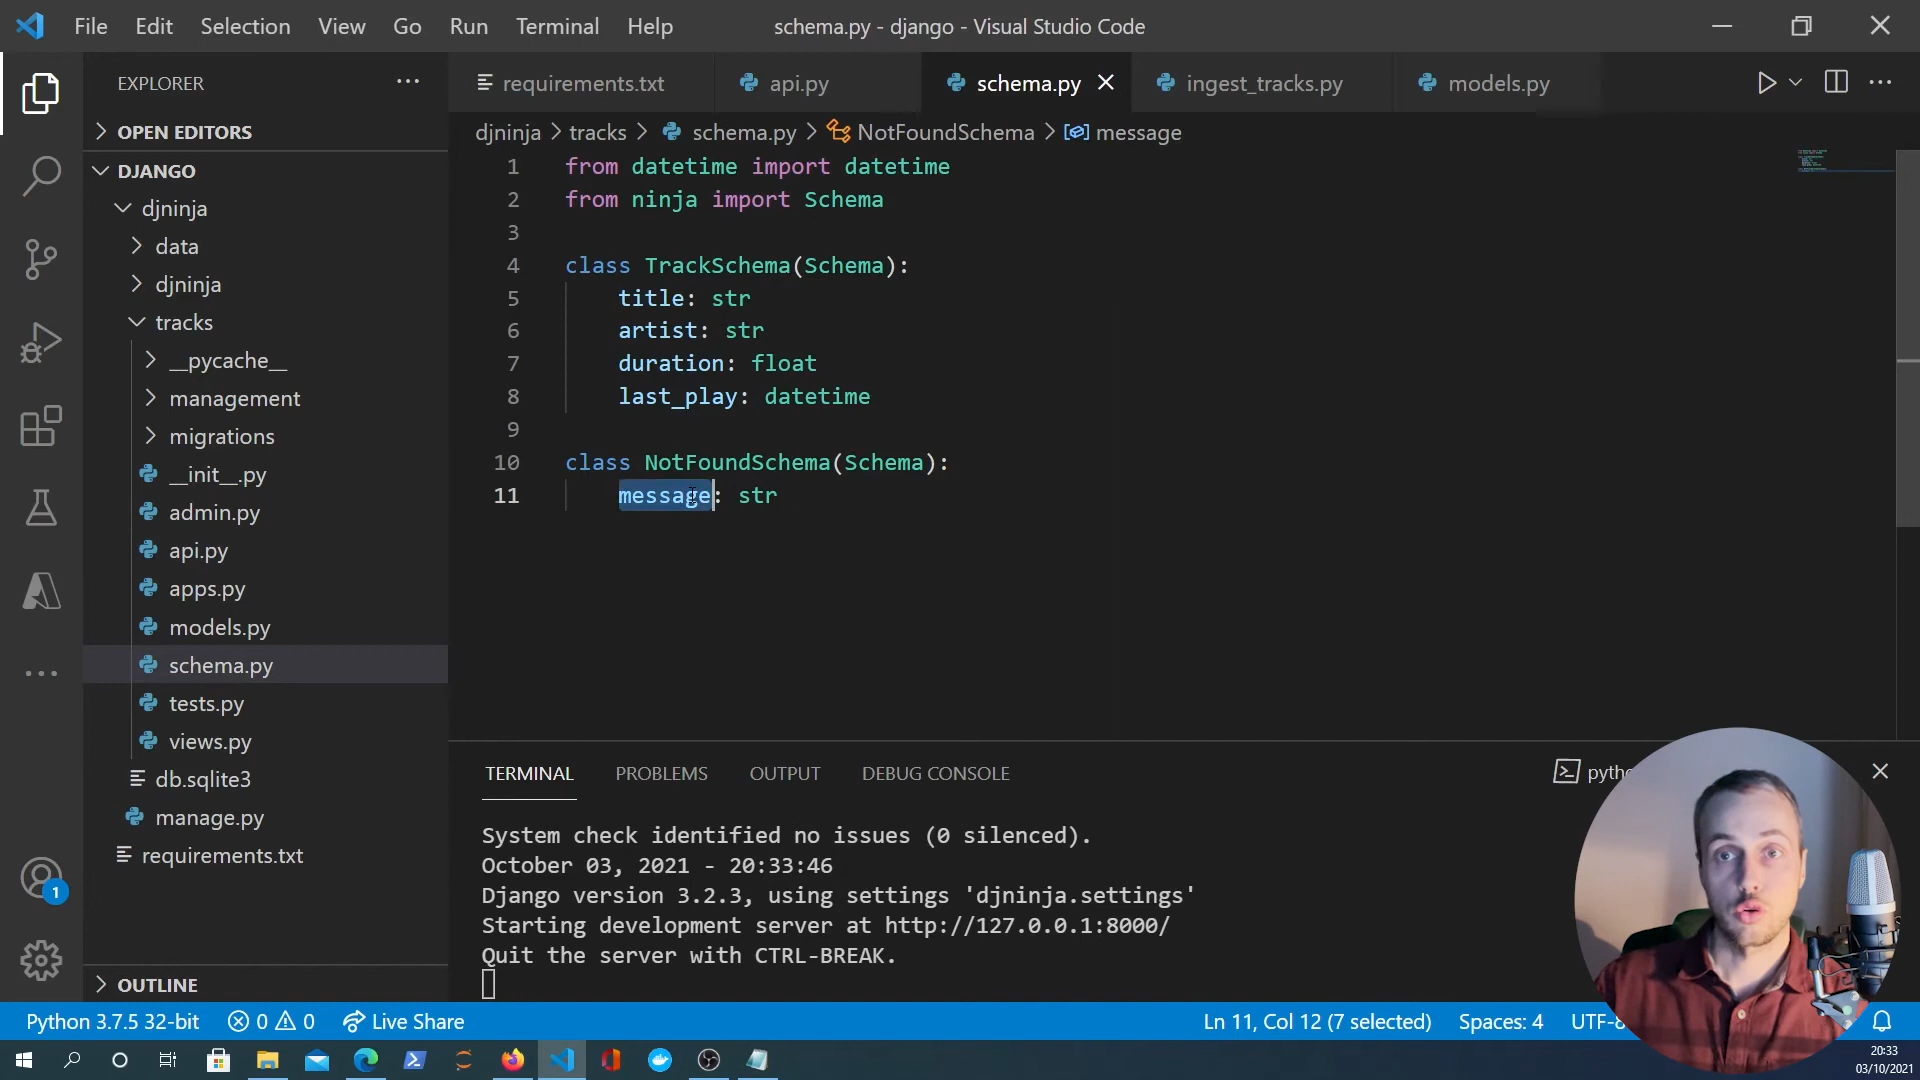 File Edit Selection View Go Run Terminal Help
schema.py - django - Visual Studio Code
EXPLORER
OPEN EDITORS
DJANGO
djninja
data
djninja
tracks
__pycache__
management
migrations
__init__.py
admin.py
api.py
apps.py
models.py
schema.py
tests.py
views.py
db.sqlite3
manage.py
requirements.txt
OUTLINE
requirements.txt api.py schema.py ingest_tracks.py models.py
djninja > tracks > schema.py > NotFoundSchema > message
1 from datetime import datetime
2 from ninja import Schema
3
4 class TrackSchema(Schema):
5 title: str
6 artist: str
7 duration: float
8 last_play: datetime
9
10 class NotFoundSchema(Schema):
11 message: str
TERMINAL PROBLEMS OUTPUT DEBUG CONSOLE
System check identified no issues (0 silenced).
October 03, 2021 - 20:33:46
Django version 3.2.3, using settings 'djninja.settings'
Starting development server at http://127.0.0.1:8000/
Quit the server with CTRL-BREAK.
1
Python 3.7.5 32-bit 0 0 Live Share Ln 11, Col 12 (7 selected) Spaces: 4
20:33
03/10/2021